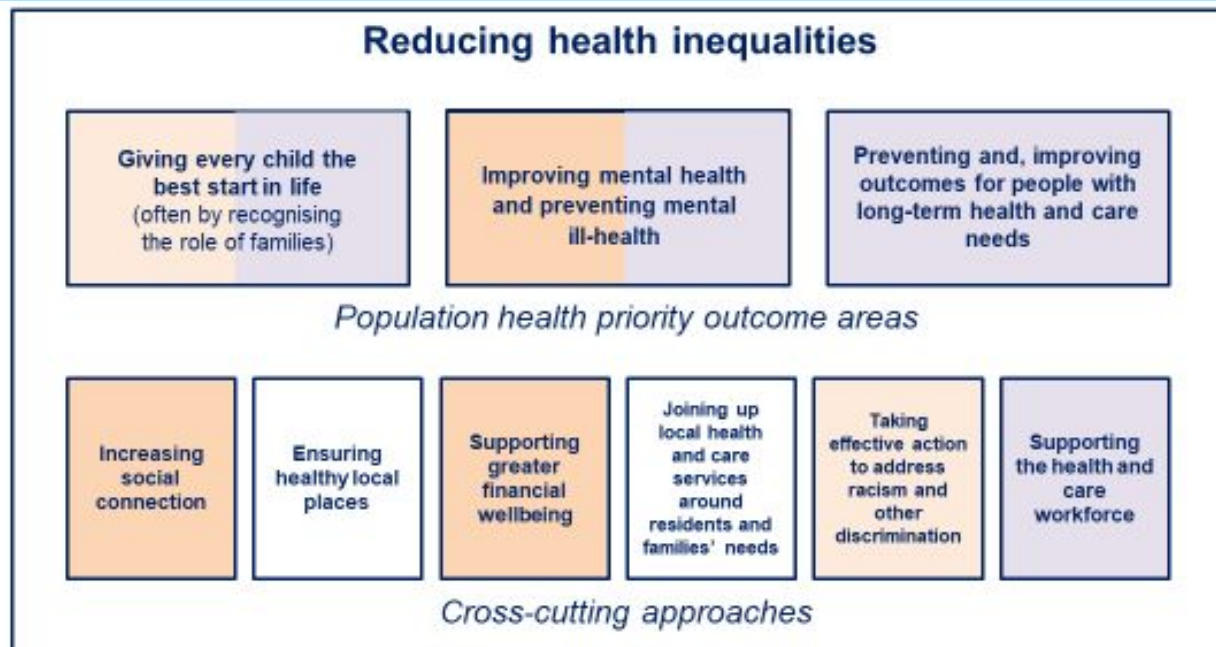 Reducing health inequalities
Giving every child the
best start in life
(often by recognising
the role of families)
Improving mental health
and preventing mental
ill-health
Preventing and, improving
outcomes for people with
long-term health and care
needs
Population health priority outcome areas
Increasing
social
connection
Ensuring
healthy local
places
Supporting
greater
financial
wellbeing
Joining up
local health
and care
services
around
residents and
families' needs
Taking
effective action
to address
racism and
other
discrimination
Supporting
the health and
care
workforce
Cross-cutting approaches